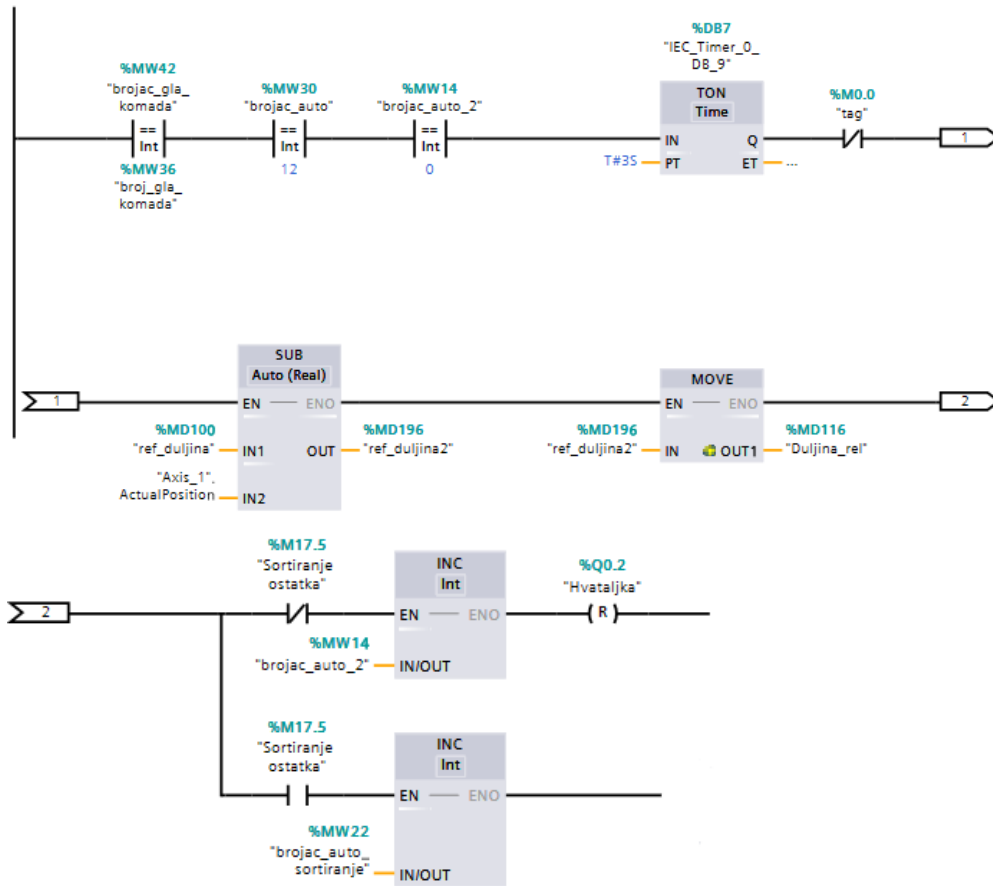 %DB7
"IEC_Timer_0_
DB_9"
%MW42
"brojac_gla_
komada"
==
Int
%MW36
"broj_gla_
komada"
%MW30
"brojac_auto"
==
Int
12
%MW14
"brojac_auto_2"
==
Int
0
TON
Time
IN Q
T#3S PT ET ...
%M0.0
"tag"
1
1
SUB
Auto (Real)
EN ENO
%MD100
"ref_duljina" IN1
"Axis_1".
ActualPosition IN2
OUT
%MD196
"ref_duljina2"
MOVE
EN ENO
%MD196
"ref_duljina2" IN
OUT1
%MD116
"Duljina_rel"
2
2
%M17.5
"Sortiranje
ostatka"
INC
Int
EN ENO
%MW14
"brojac_auto_2" IN/OUT
%Q0.2
"Hvataljka"
R
%M17.5
"Sortiranje
ostatka"
INC
Int
EN ENO
%MW22
"brojac_auto_
sortiranje" IN/OUT